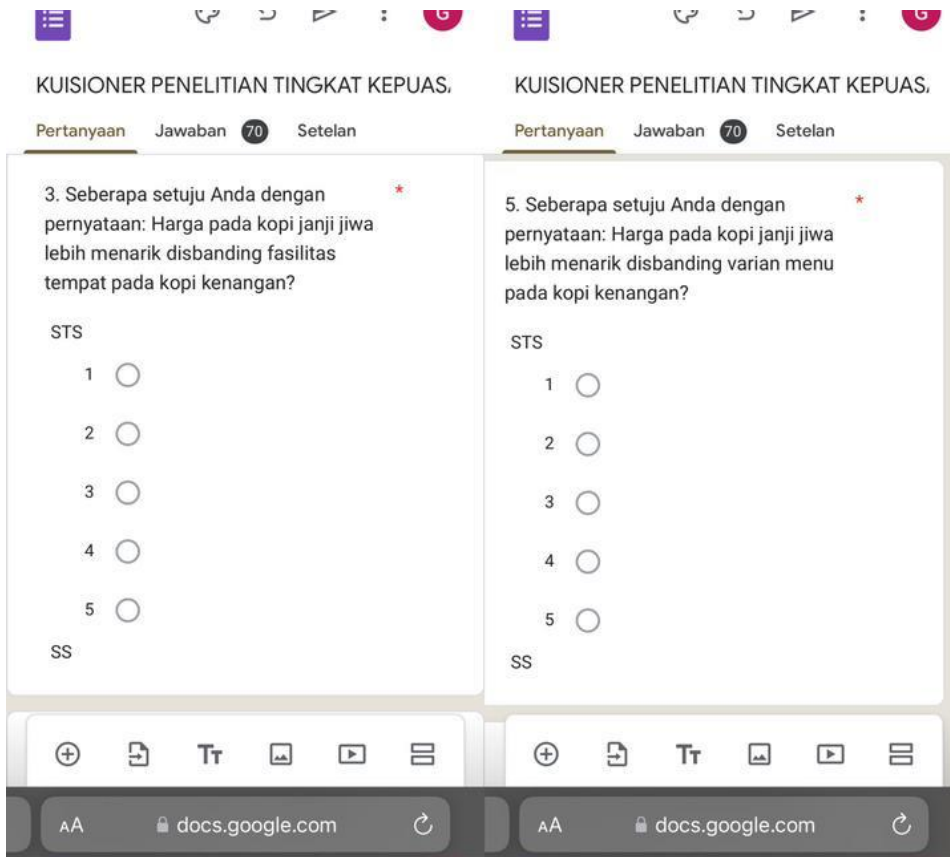 G
KUISIONER PENELITIAN TINGKAT KEPUAS
Pertanyaan Jawaban 70 Setelan
3. Seberapa setuju Anda dengan *
pernyataan: Harga pada kopi janji jiwa
lebih menarik disbanding fasilitas
tempat pada kopi kenangan?
STS
1
2
3
4
5
SS
Tт
AA docs.google.com
G
KUISIONER PENELITIAN TINGKAT KEPUAS
Pertanyaan Jawaban 70 Setelan
5. Seberapa setuju Anda dengan *
pernyataan: Harga pada kopi janji jiwa
lebih menarik disbanding varian menu
pada kopi kenangan?
STS
1
2
3
4
5
SS
Tт
AA docs.google.com